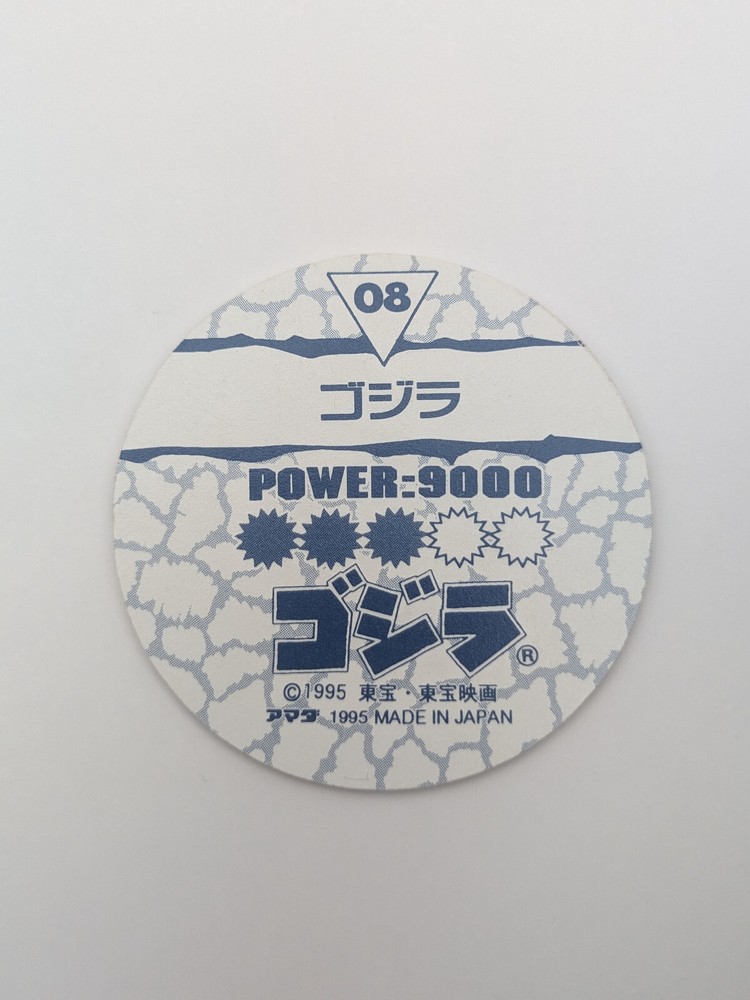 08
ゴジラ
POWER:9000
ゴジラ®
©1995 東宝・東宝映画
アマダ 1995 MADE IN JAPAN